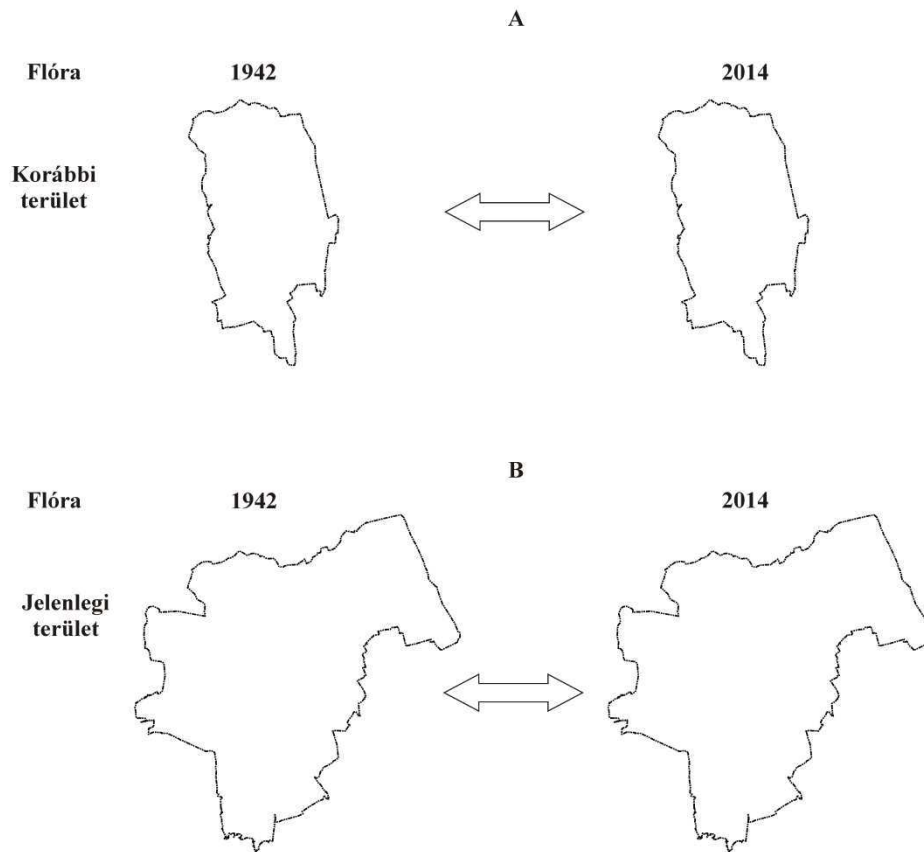 A
Flóra 1942 2014
Korábbi
terület
B
Flóra 1942 2014
Jelenlegi
terület